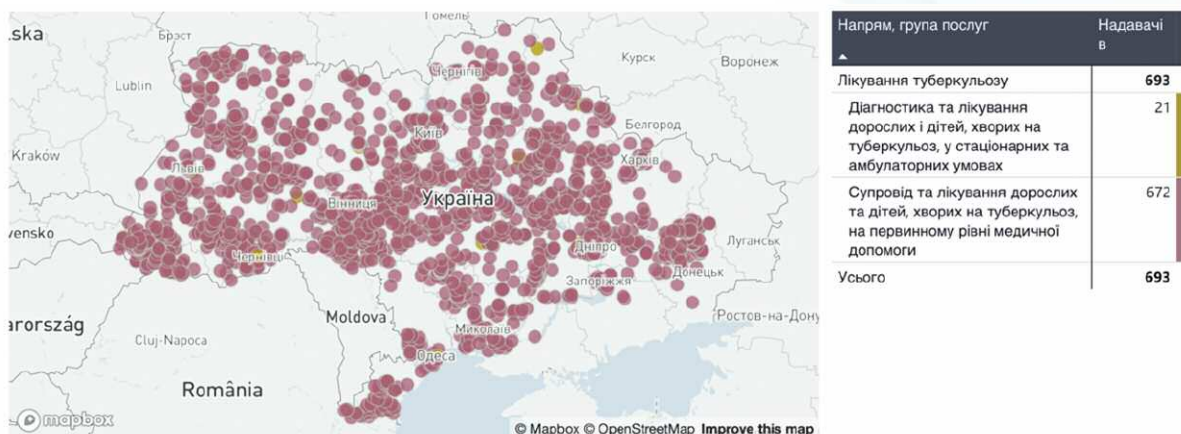 Гомель
lska
Брэст
Курск
Воронеж
Чернігів
Lublin
Київ
Белгород
Kraków
Львів
Харків
Україна
Вінниця
vensko
Луганськ
Чернівці
Дніпро
Донецьк
Запоріжжя
Moldova
arország
Ростов-на-Дону
Cluj-Napoca
Миколаїв
Одеса
România
mapbox
© Mapbox © OpenStreetMap Improve this map
Напрям, група послуг Надавачі
в
Лікування туберкульозу 693
Діагностика та лікування 21
дорослих і дітей, хворих на
туберкульоз, у стаціонарних та
амбулаторних умовах
Супровід та лікування дорослих 672
та дітей, хворих на туберкульоз,
на первинному рівні медичної
допомоги
Усього 693